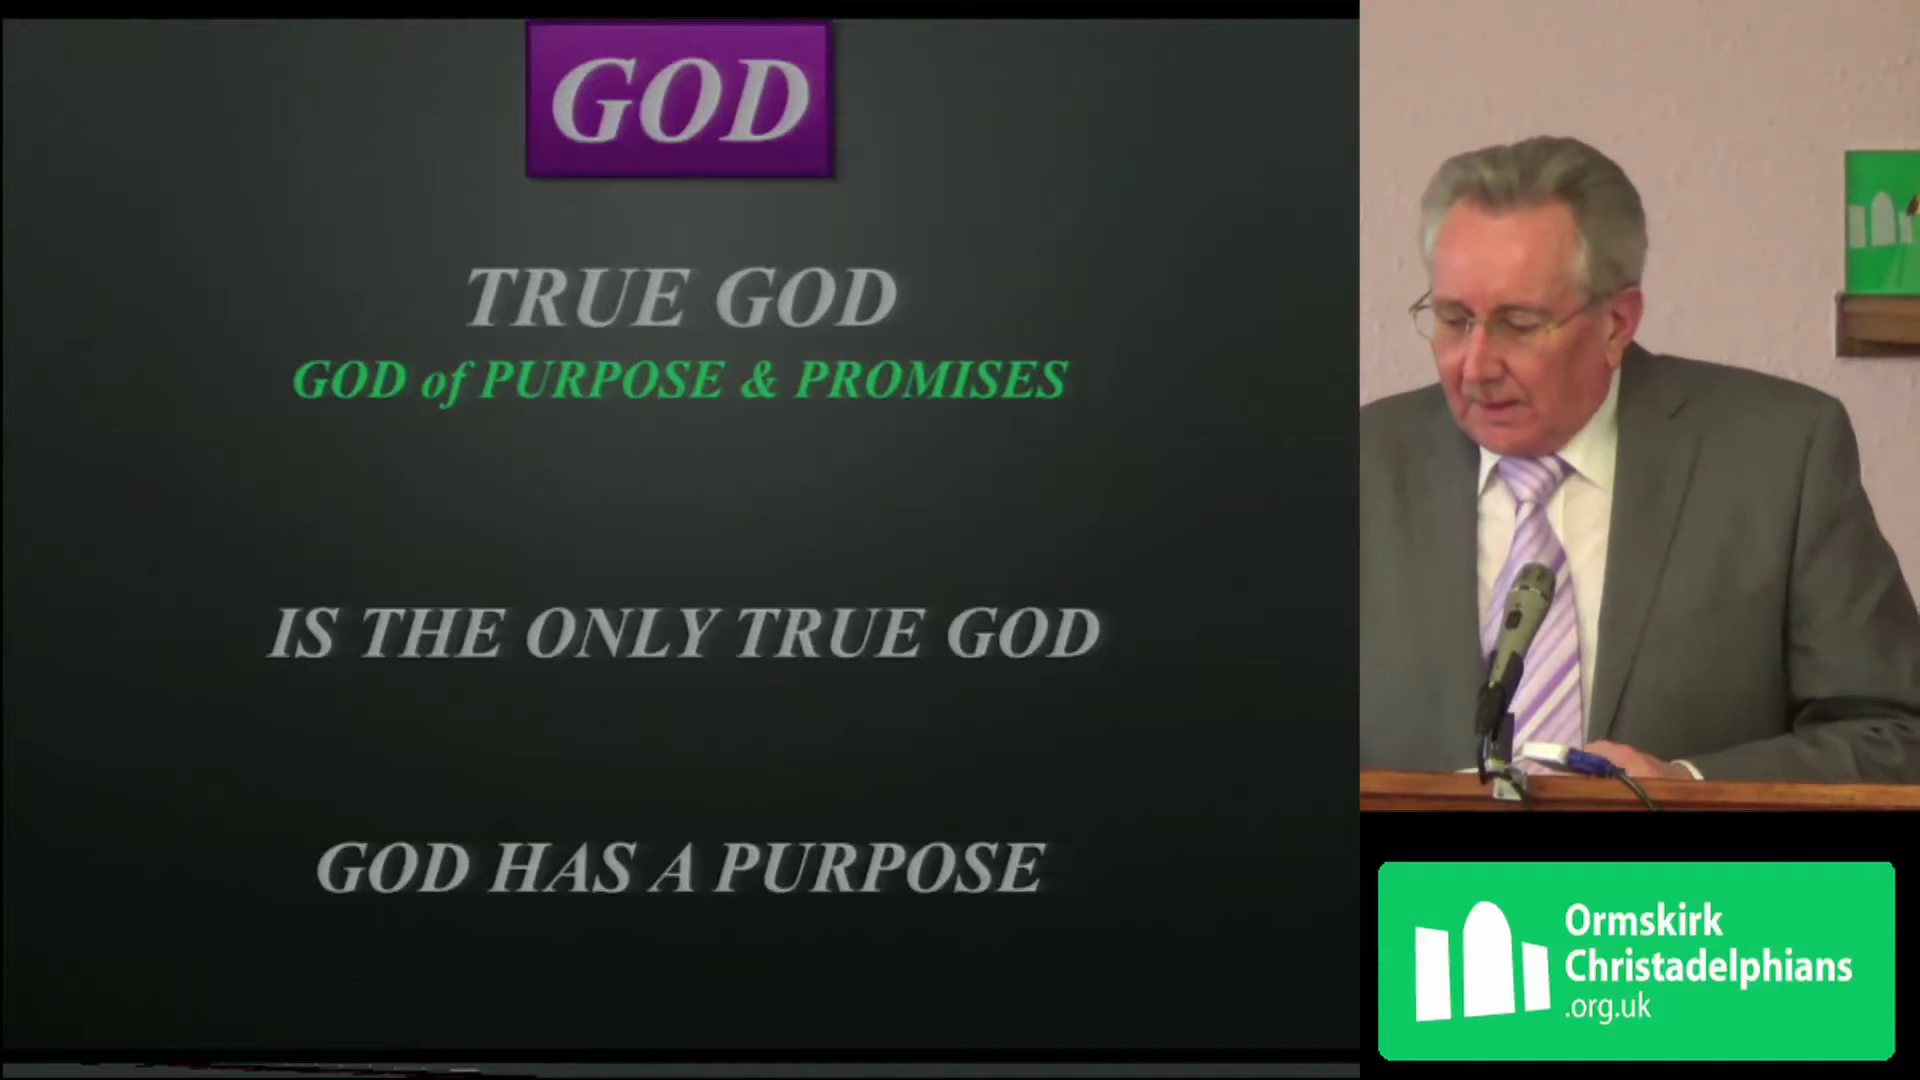 GOD
TRUE GOD
GOD of PURPOSE & PROMISES
IS THE ONLY TRUE GOD
GOD HAS A PURPOSE
Ormskirk
Christadelphians
.org.uk